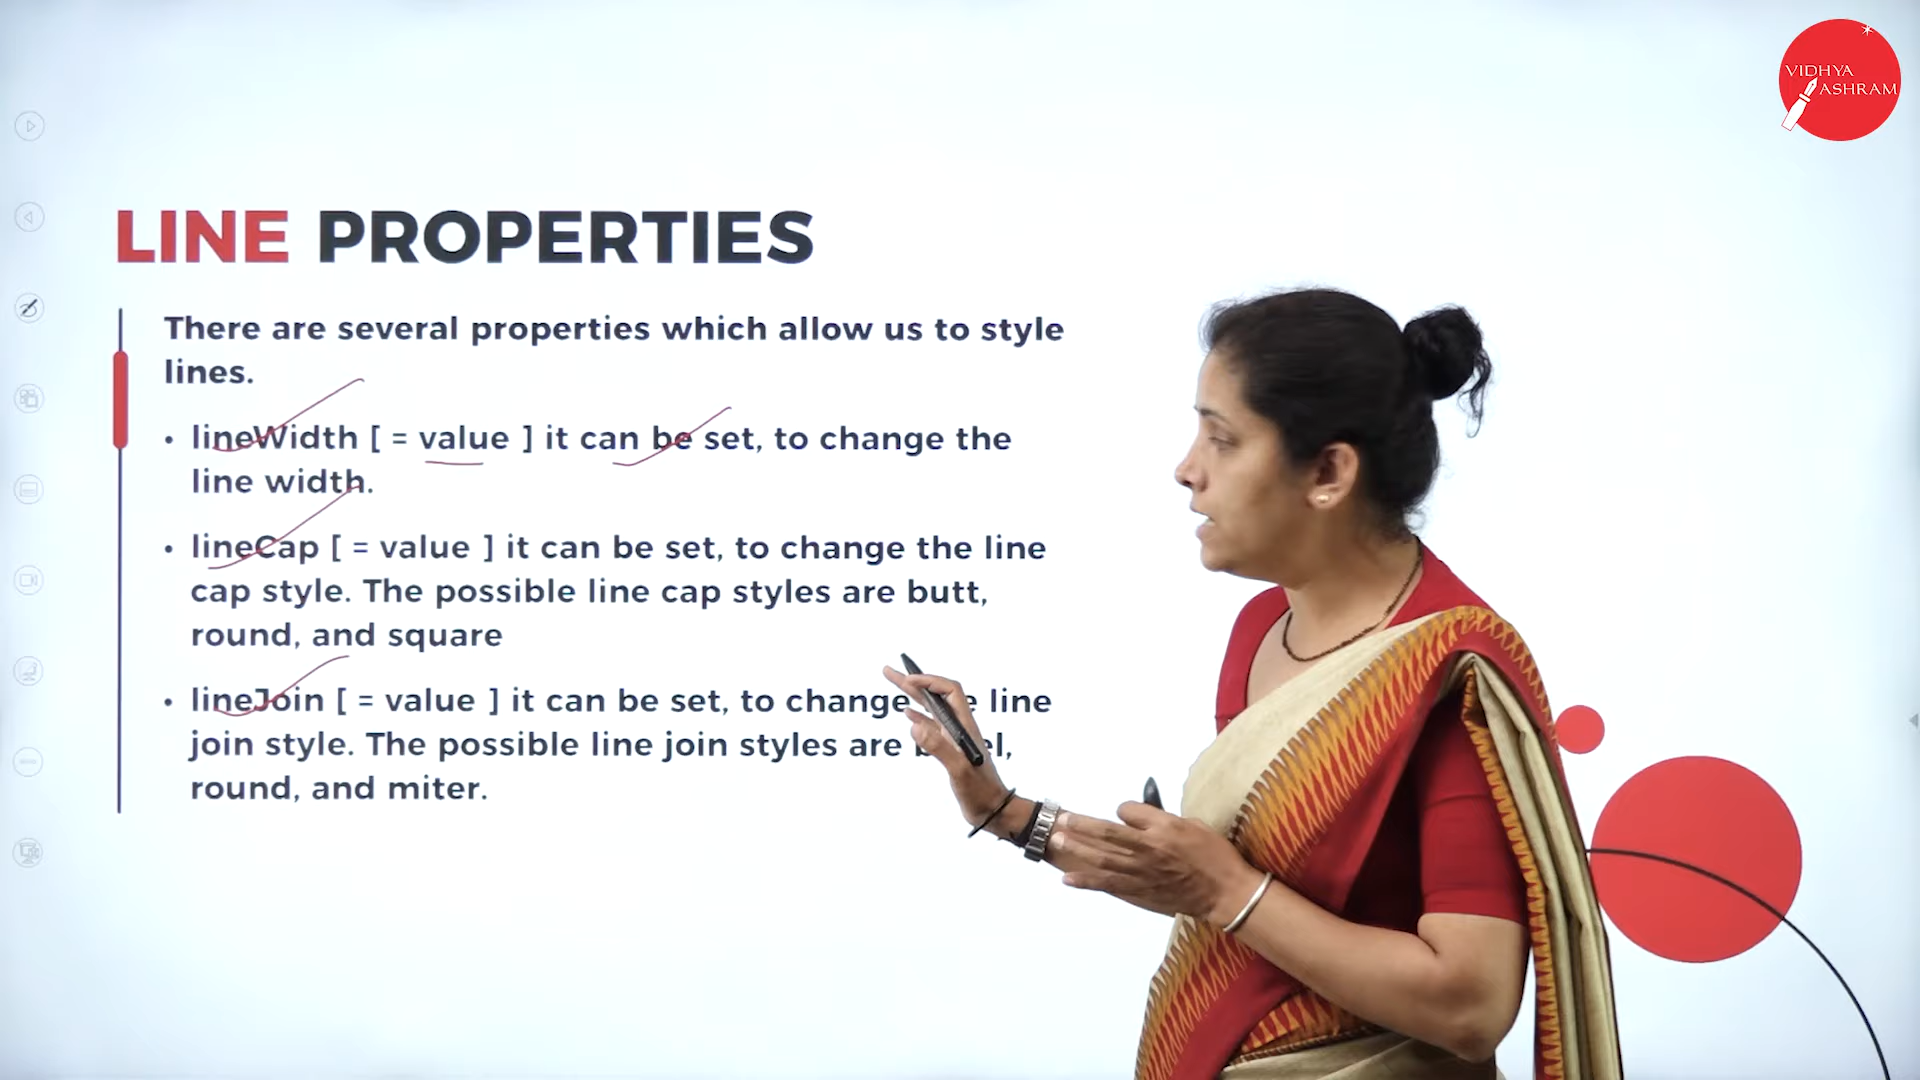 VIDHYA
ASHRAM
LINE PROPERTIES
There are several properties which allow us to style
lines.
• lineWidth [ = value ] it can be set, to change the
line width.
• lineCap [ = value ] it can be set, to change the line
cap style. The possible line cap styles are butt,
round, and square
• lineJoin [ = value ] it can be set, to change line
join style. The possible line join styles are
round, and miter.